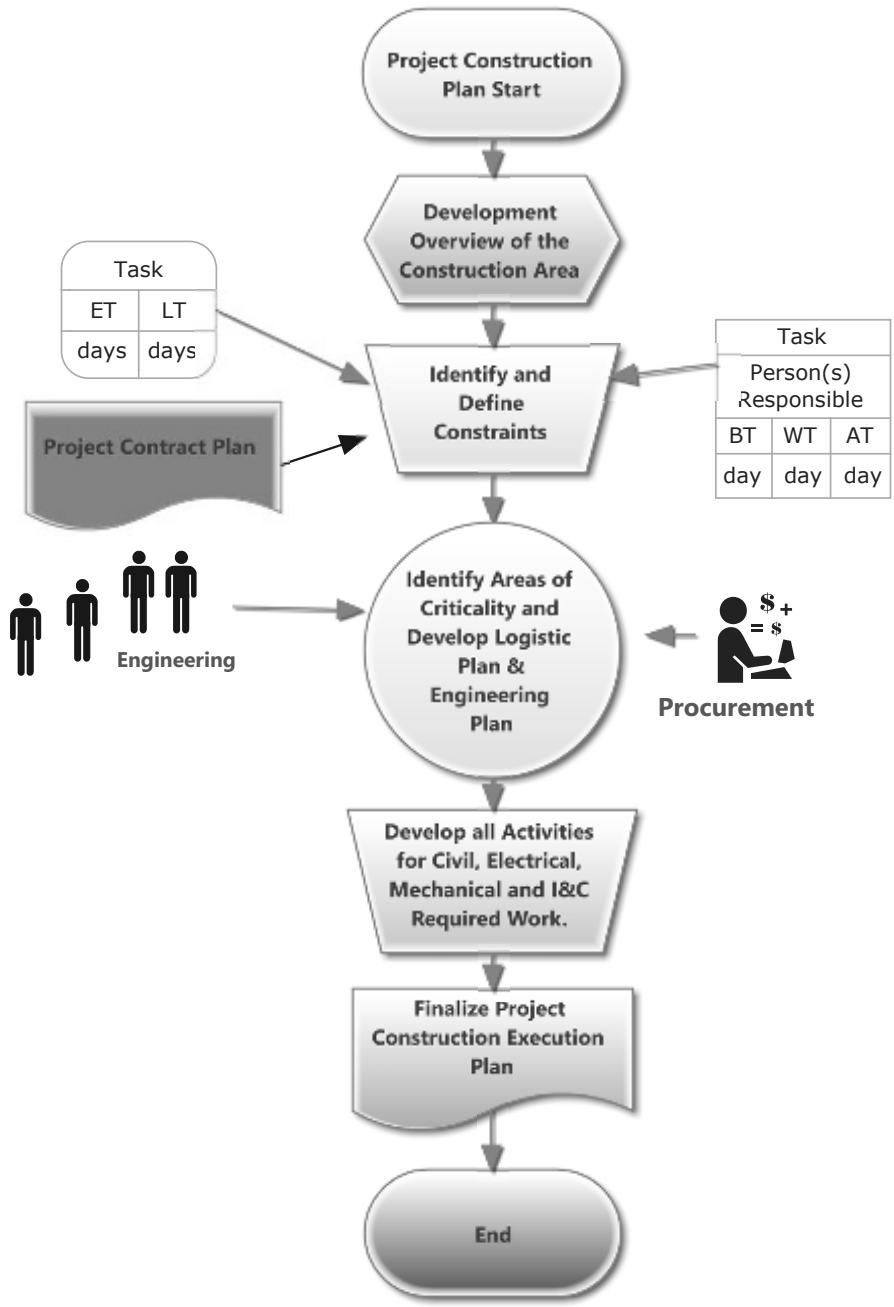 Project Construction
Plan Start
Development
Overview of the
Construction Area
Task
ET LT
days days
Identify and
Define
Constraints
Task
Person(s)
Responsible
BT WT AT
day day day
Project Contract Plan
Engineering
Identify Areas of
Criticality and
Develop Logistic
Plan &
Engineering
Plan
$ +
= $
Procurement
Develop all Activities
for Civil, Electrical,
Mechanical and I&C
Required Work.
Finalize Project
Construction Execution
Plan
End